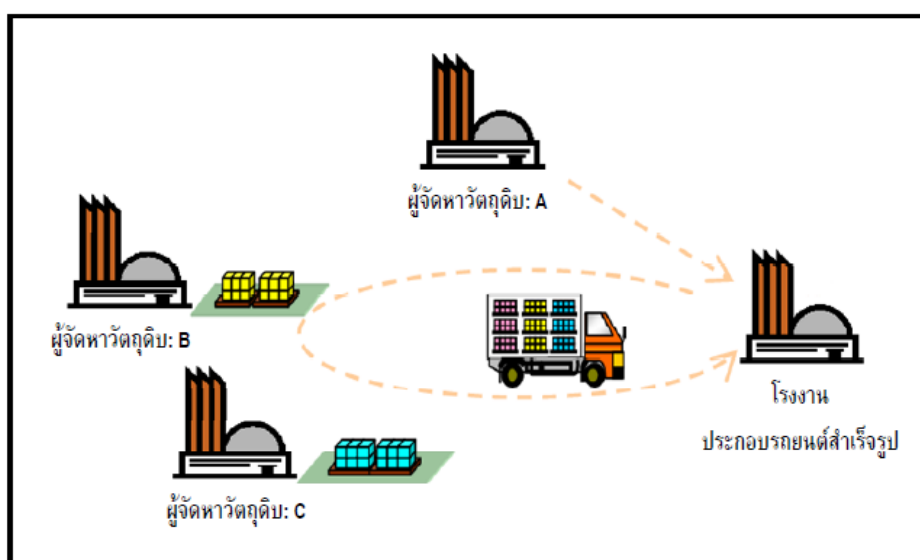 ผู้จัดหาวัตถุดิบ: A
ผู้จัดหาวัตถุดิบ: B
โรงงาน
ประกอบรถยนต์สำเร็จรูป
ผู้จัดหาวัตถุดิบ: C